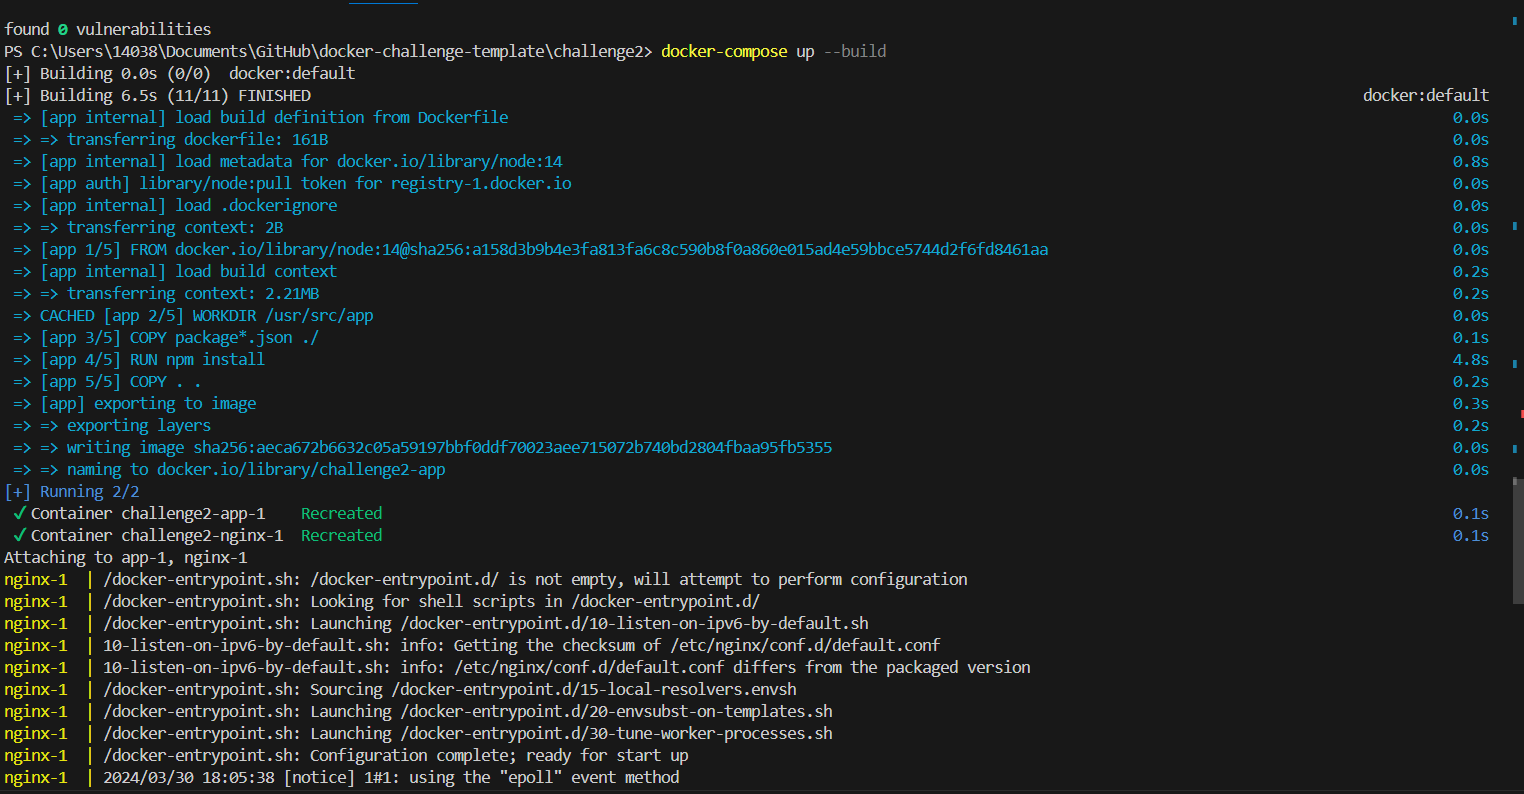 found 0 vulnerabilities
PS C:\Users\14038\Documents\GitHub\docker-challenge-template\challenge2> docker-compose up --build
[+] Building 0.0s (0/0)  docker:default
[+] Building 6.5s (11/11) FINISHED docker:default
=> [app internal] load build definition from Dockerfile 0.0s
=> => transferring dockerfile: 161B 0.0s
=> [app internal] load metadata for docker.io/library/node:14 0.8s
=> [app auth] library/node:pull token for registry-1.docker.io 0.0s
=> [app internal] load .dockerignore 0.0s
=> => transferring context: 2B 0.0s
=> [app 1/5] FROM docker.io/library/node:14@sha256:a158d3b9b4e3fa813fa6c8c590b8f0a860e015ad4e59bbce5744d2f6fd8461aa 0.0s
=> [app internal] load build context 0.2s
=> => transferring context: 2.21MB 0.2s
=> CACHED [app 2/5] WORKDIR /usr/src/app 0.0s
=> [app 3/5] COPY package*.json ./ 0.1s
=> [app 4/5] RUN npm install 4.8s
=> [app 5/5] COPY . . 0.2s
=> [app] exporting to image 0.3s
=> => exporting layers 0.2s
=> => writing image sha256:aeca672b6632c05a59197bbf0ddf70023aee715072b740bd2804fbaa95fb5355 0.0s
=> => naming to docker.io/library/challenge2-app 0.0s
[+] Running 2/2
✔ Container challenge2-app-1    Recreated 0.1s
✔ Container challenge2-nginx-1  Recreated 0.1s
Attaching to app-1, nginx-1
nginx-1  | /docker-entrypoint.sh: /docker-entrypoint.d/ is not empty, will attempt to perform configuration
nginx-1  | /docker-entrypoint.sh: Looking for shell scripts in /docker-entrypoint.d/
nginx-1  | /docker-entrypoint.sh: Launching /docker-entrypoint.d/10-listen-on-ipv6-by-default.sh
nginx-1  | 10-listen-on-ipv6-by-default.sh: info: Getting the checksum of /etc/nginx/conf.d/default.conf
nginx-1  | 10-listen-on-ipv6-by-default.sh: info: /etc/nginx/conf.d/default.conf differs from the packaged version
nginx-1  | /docker-entrypoint.sh: Sourcing /docker-entrypoint.d/15-local-resolvers.envsh
nginx-1  | /docker-entrypoint.sh: Launching /docker-entrypoint.d/20-envsubst-on-templates.sh
nginx-1  | /docker-entrypoint.sh: Launching /docker-entrypoint.d/30-tune-worker-processes.sh
nginx-1  | /docker-entrypoint.sh: Configuration complete; ready for start up
nginx-1  | 2024/03/30 18:05:38 [notice] 1#1: using the "epoll" event method